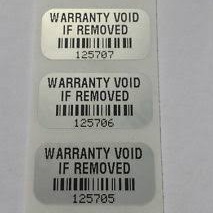 WARRANTY VOID
IF REMOVED
125707
WARRANTY VOID
IF REMOVED
125706
WARRANTY VOID
IF REMOVED
125705